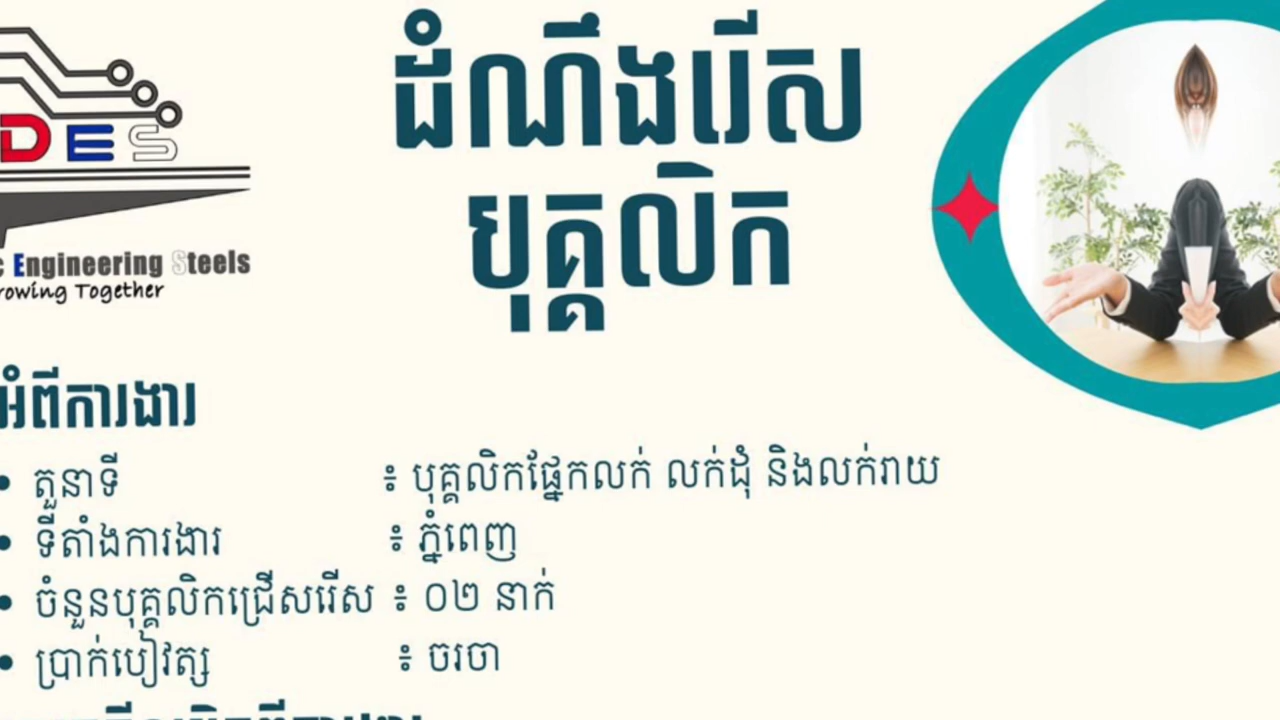 ដំណឹងរើស
បុគ្គលិក
DES
Engineering Steels
Growing Together
អំពីការងារ
• តួនាទី ៖ បុគ្គលិកផ្នែកលក់ លក់ដុំ និងលក់រាយ
• ទីតាំងការងារ ៖ ភ្នំពេញ
• ចំនួនបុគ្គលិកជ្រើសរើស ៖ ០២ នាក់
• ប្រាក់បៀវត្ស ៖ ចរចា